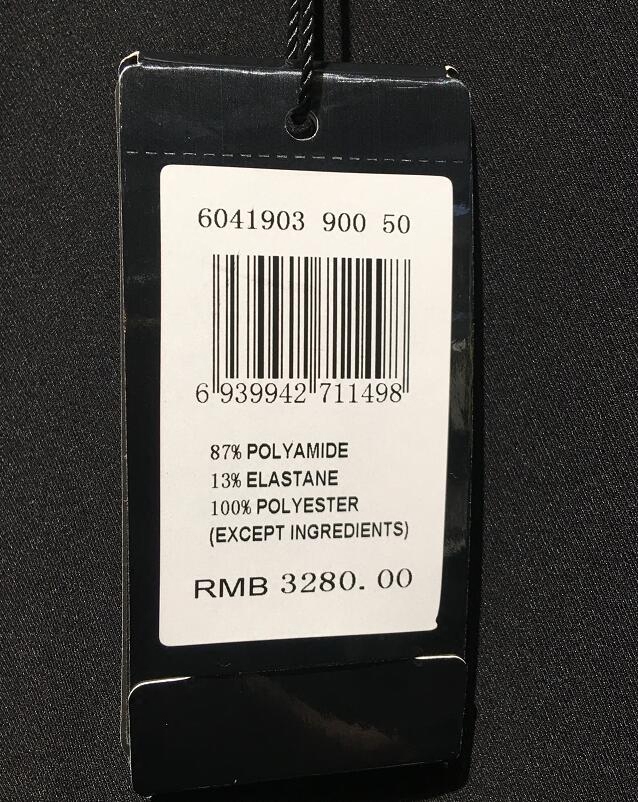 6041903 900 50
6 939942 711498
87% POLYAMIDE
13% ELASTANE
100% POLYESTER
(EXCEPT INGREDIENTS)
RMB 3280.00